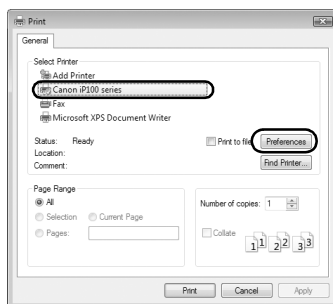 Print
General
Select Printer
Add Printer
Canon iP100 series
Fax
Microsoft XPS Document Writer
Status: Ready
Print to file
Preferences
Location:
Comment:
Find Printer...
Page Range
All
Selection
Current Page
Pages:
Number of copies: 1
Collate
1 1 2 2 3 3
Print
Cancel
Apply